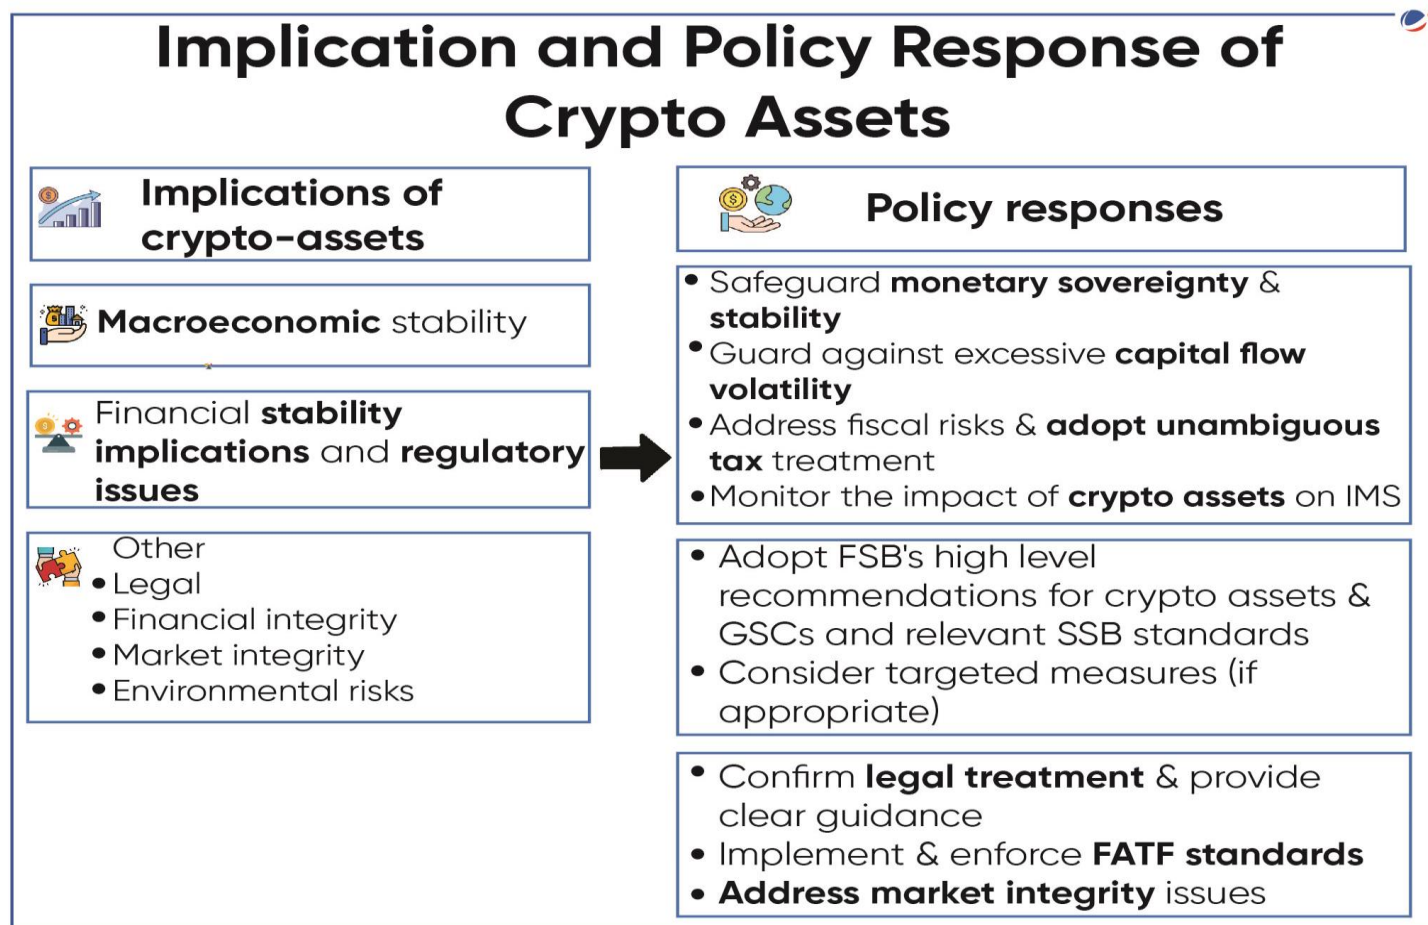 Implication and Policy Response of
Crypto Assets
Implications of
crypto-assets
Macroeconomic stability
Financial stability
implications and regulatory
issues
Other
• Legal
• Financial integrity
• Market integrity
• Environmental risks
Policy responses
• Safeguard monetary sovereignty &
stability
• Guard against excessive capital flow
volatility
• Address fiscal risks & adopt unambiguous
tax treatment
• Monitor the impact of crypto assets on IMS
• Adopt FSB's high level
recommendations for crypto assets &
GSCs and relevant SSB standards
• Consider targeted measures (if
appropriate)
• Confirm legal treatment & provide
clear guidance
• Implement & enforce FATF standards
• Address market integrity issues